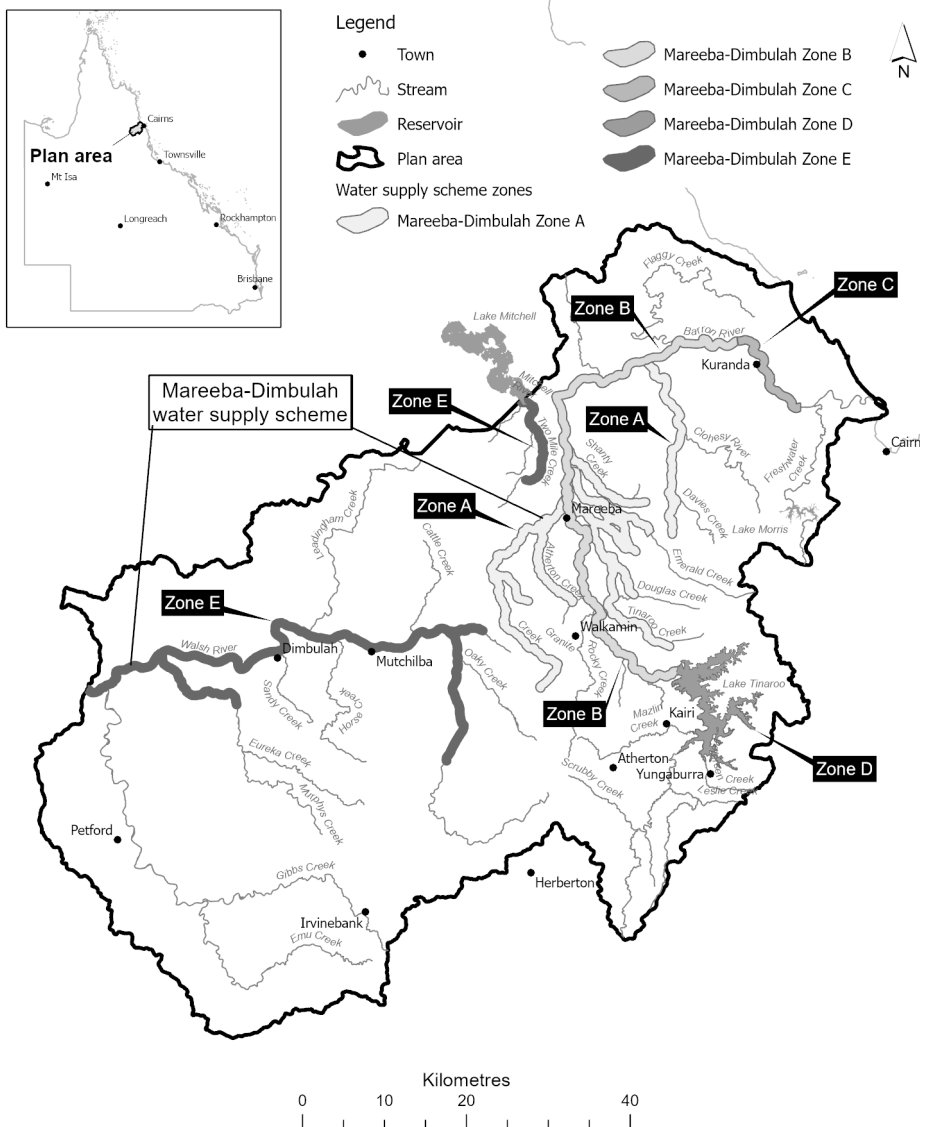 Cairns
Plan area
Townsville
Mt Isa
Longreach
Rockhampton
Brisbane
Legend
Town
Stream
Reservoir
Plan area
Water supply scheme zones
Mareeba-Dimbulah Zone A
Mareeba-Dimbulah Zone B
Mareeba-Dimbulah Zone C
Mareeba-Dimbulah Zone D
Mareeba-Dimbulah Zone E
N
Flaggy Creek
Zone C
Zone B
Lake Mitchell
Barron River
Kuranda
Mitchell
Mareeba-Dimbulah
water supply scheme
Zone E
Zone A
Two Mile Creek
Clohesy River
Shanty
Creek
Freshwater
Creek
Cairn
Zone A
Leadingham Creek
Cattle Creek
Mareeba
Davies Creek
Lake Morris
Atherton Creek
Emerald Creek
Douglas Creek
Zone E
Tinaroo
Creek
Walsh River
Dimbulah
Mutchilba
Walkamin
Granite
Creek
Oaky Creek
Rocky Creek
Lake Tinaroo
Sandy Creek
Horse Creek
Zone B
Mazlin
Creek
Kairi
Eureka Creek
Atherton
Yungaburra
Zone D
Scrubby Creek
Creek
Leslie Creek
Murphys Creek
Petford
Gibbs Creek
Herberton
Irvinebank
Emu Creek
Kilometres
0 10 20 40